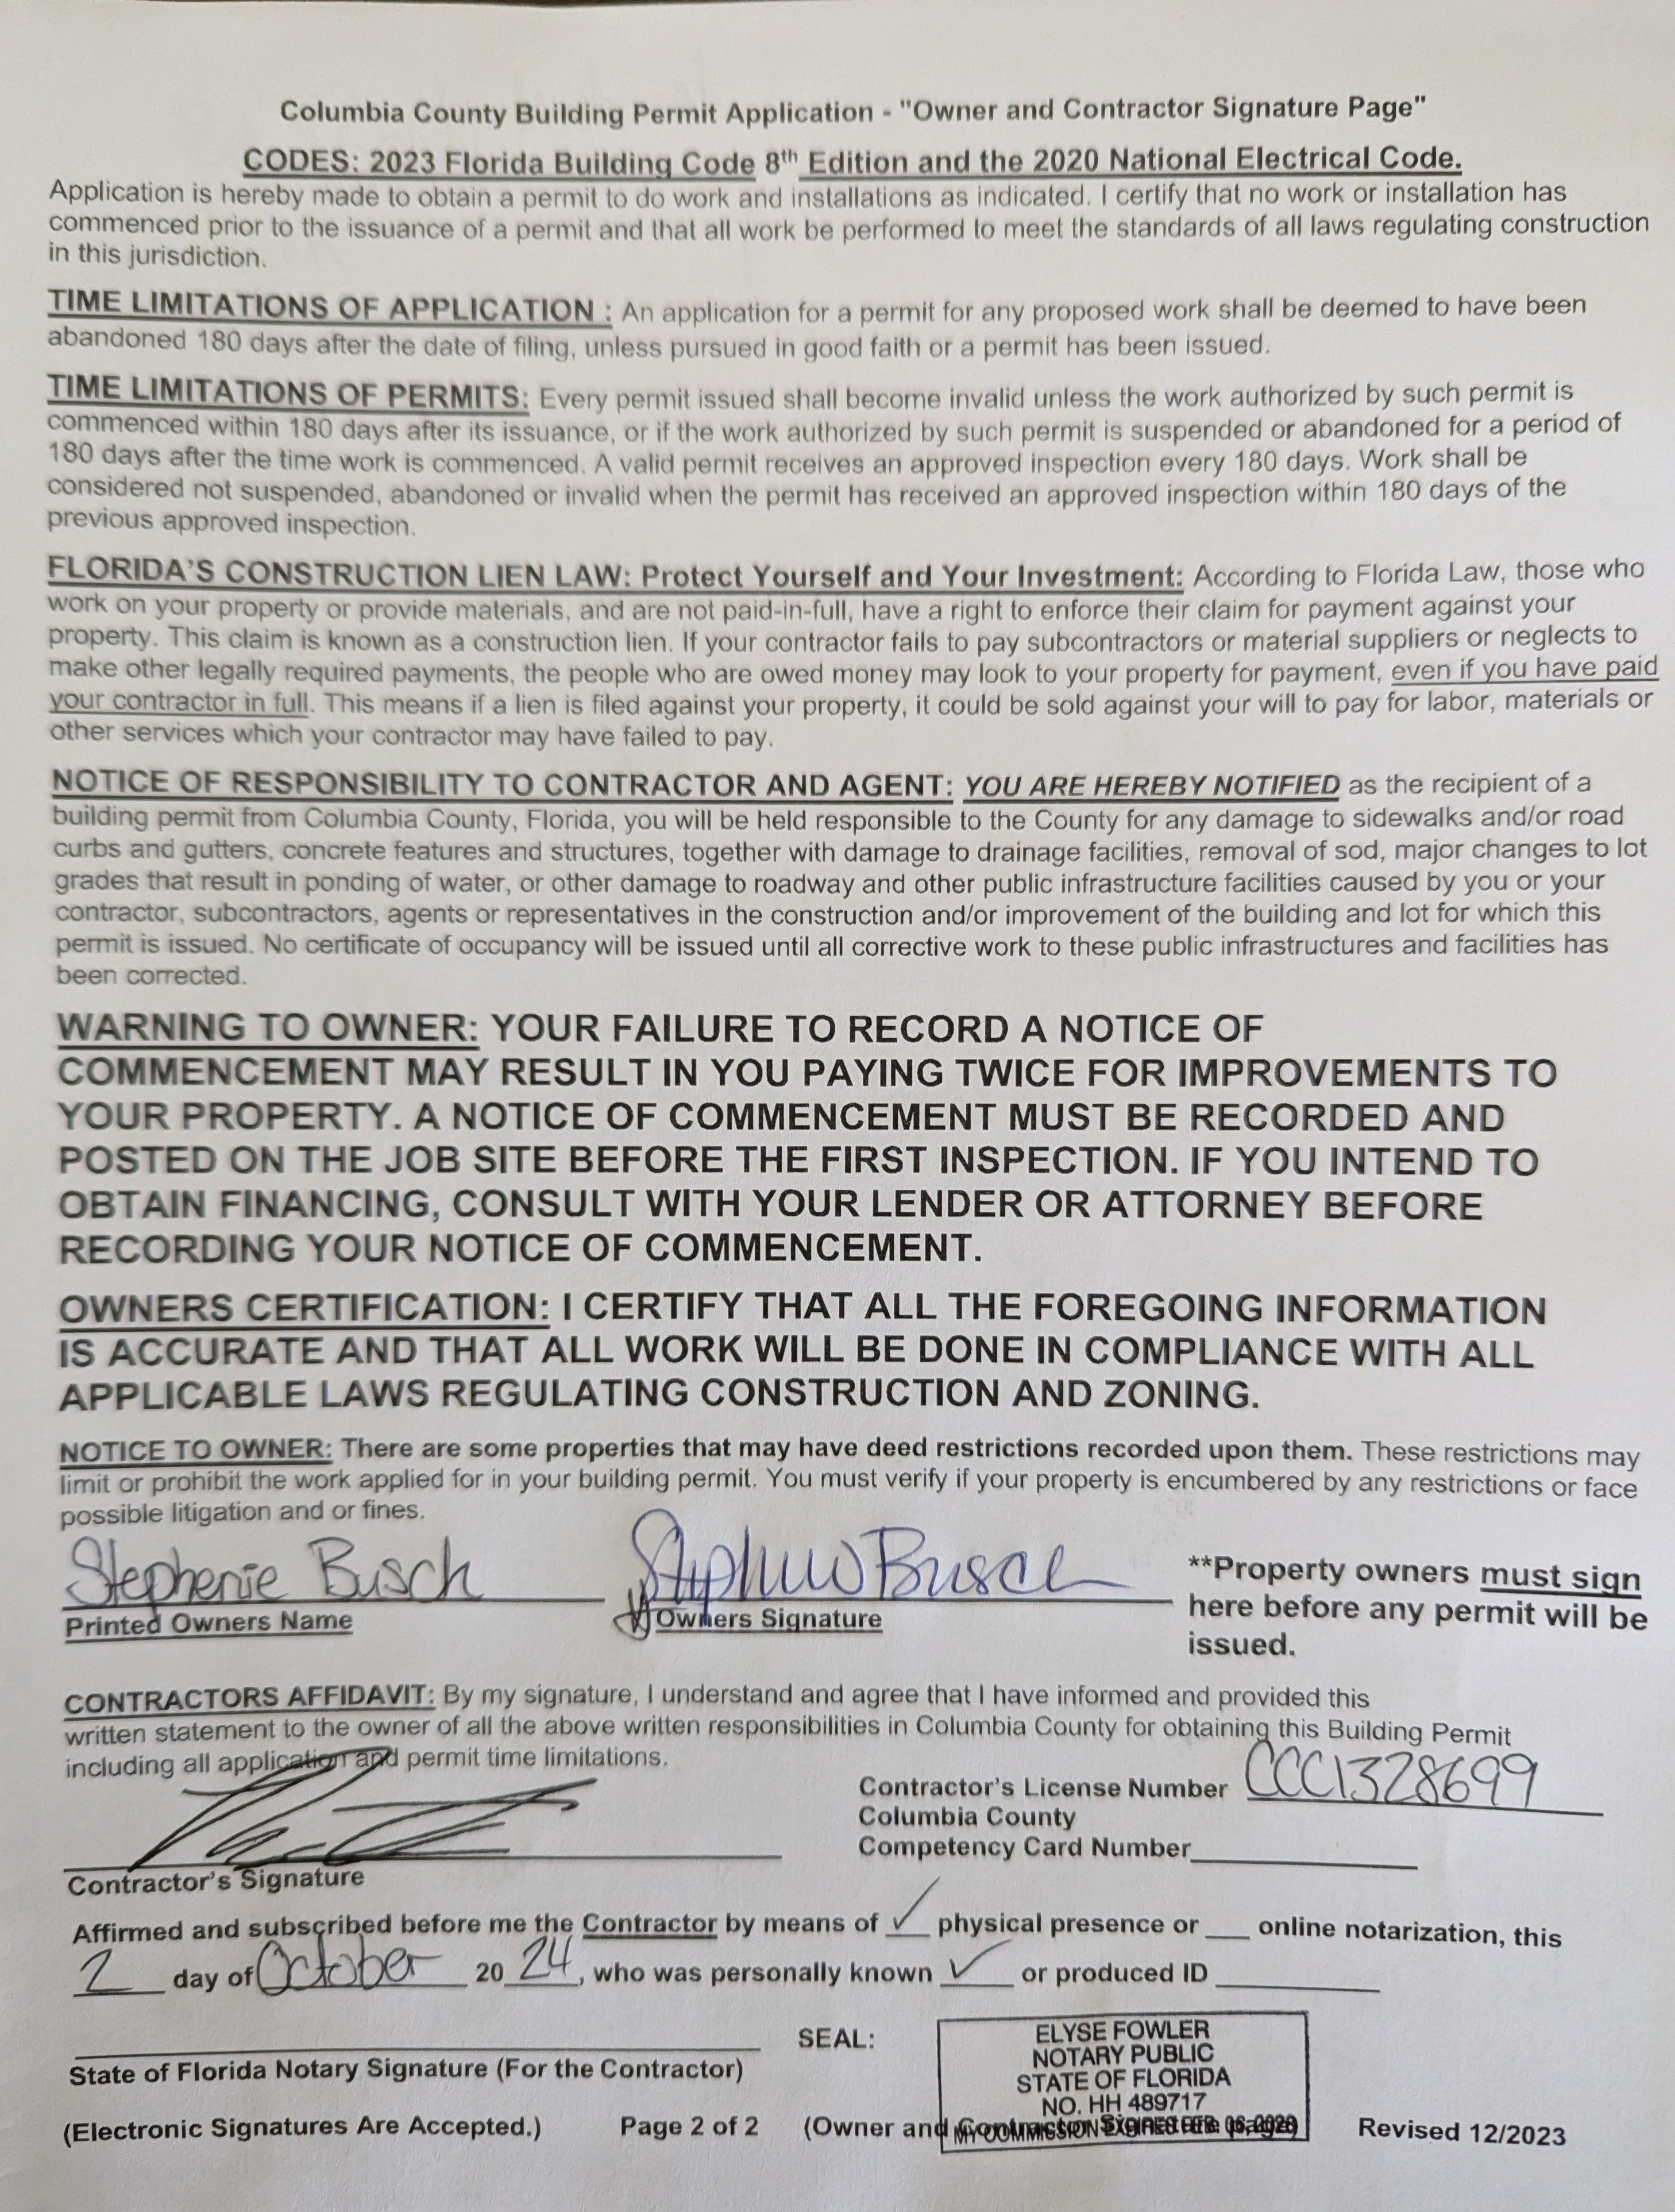 Columbia County Building Permit Application - "Owner and Contractor Signature Page"
CODES: 2023 Florida Building Code 8th Edition and the 2020 National Electrical Code.
Application is hereby made to obtain a permit to do work and installations as indicated. I certify that no work or installation has
commenced prior to the issuance of a permit and that all work be performed to meet the standards of all laws regulating construction
in this jurisdiction.
TIME LIMITATIONS OF APPLICATION : An application for a permit for any proposed work shall be deemed to have been
abandoned 180 days after the date of filing, unless pursued in good faith or a permit has been issued.
TIME LIMITATIONS OF PERMITS: Every permit issued shall become invalid unless the work authorized by such permit is
commenced within 180 days after its issuance, or if the work authorized by such permit is suspended or abandoned for a period of
180 days after the time work is commenced. A valid permit receives an approved inspection every 180 days. Work shall be
considered not suspended, abandoned or invalid when the permit has received an approved inspection within 180 days of the
previous approved inspection.
FLORIDA'S CONSTRUCTION LIEN LAW: Protect Yourself and Your Investment: According to Florida Law, those who
work on your property or provide materials, and are not paid-in-full, have a right to enforce their claim for payment against your
property. This claim is known as a construction lien. If your contractor fails to pay subcontractors or material suppliers or neglects to
make other legally required payments, the people who are owed money may look to your property for payment, even if you have paid
your contractor in full. This means if a lien is filed against your property, it could be sold against your will to pay for labor, materials or
other services which your contractor may have failed to pay.
NOTICE OF RESPONSIBILITY TO CONTRACTOR AND AGENT: YOU ARE HEREBY NOTIFIED as the recipient of a
building permit from Columbia County, Florida, you will be held responsible to the County for any damage to sidewalks and/or road
curbs and gutters, concrete features and structures, together with damage to drainage facilities, removal of sod, major changes to lot
grades that result in ponding of water, or other damage to roadway and other public infrastructure facilities caused by you or your
contractor, subcontractors, agents or representatives in the construction and/or improvement of the building and lot for which this
permit is issued. No certificate of occupancy will be issued until all corrective work to these public infrastructures and facilities has
been corrected.
WARNING TO OWNER: YOUR FAILURE TO RECORD A NOTICE OF
COMMENCEMENT MAY RESULT IN YOU PAYING TWICE FOR IMPROVEMENTS TO
YOUR PROPERTY. A NOTICE OF COMMENCEMENT MUST BE RECORDED AND
POSTED ON THE JOB SITE BEFORE THE FIRST INSPECTION. IF YOU INTEND TO
OBTAIN FINANCING, CONSULT WITH YOUR LENDER OR ATTORNEY BEFORE
RECORDING YOUR NOTICE OF COMMENCEMENT.
OWNERS CERTIFICATION: I CERTIFY THAT ALL THE FOREGOING INFORMATION
IS ACCURATE AND THAT ALL WORK WILL BE DONE IN COMPLIANCE WITH ALL
APPLICABLE LAWS REGULATING CONSTRUCTION AND ZONING.
NOTICE TO OWNER: There are some properties that may have deed restrictions recorded upon them. These restrictions may
limit or prohibit the work applied for in your building permit. You must verify if your property is encumbered by any restrictions or face
possible litigation and or fines.
Stephenie Busch Stephenie Busch **Property owners must sign
Printed Owners Name Owners Signature here before any permit will be
issued.
CONTRACTORS AFFIDAVIT: By my signature, I understand and agree that I have informed and provided this
written statement to the owner of all the above written responsibilities in Columbia County for obtaining this Building Permit
including all application and permit time limitations.
Contractor's License Number CCC1328699
Columbia County
Competency Card Number
Contractor's Signature
Affirmed and subscribed before me the Contractor by means of ✓ physical presence or ___ online notarization, this
2 day of October 20 24, who was personally known ✓ or produced ID
SEAL:
State of Florida Notary Signature (For the Contractor)
ELYSE FOWLER
NOTARY PUBLIC
STATE OF FLORIDA
NO. HH 489717
MY COMMISSION EXPIRES FEB. 06, 2028
(Electronic Signatures Are Accepted.) Page 2 of 2 (Owner and Contractor Signature page) Revised 12/2023